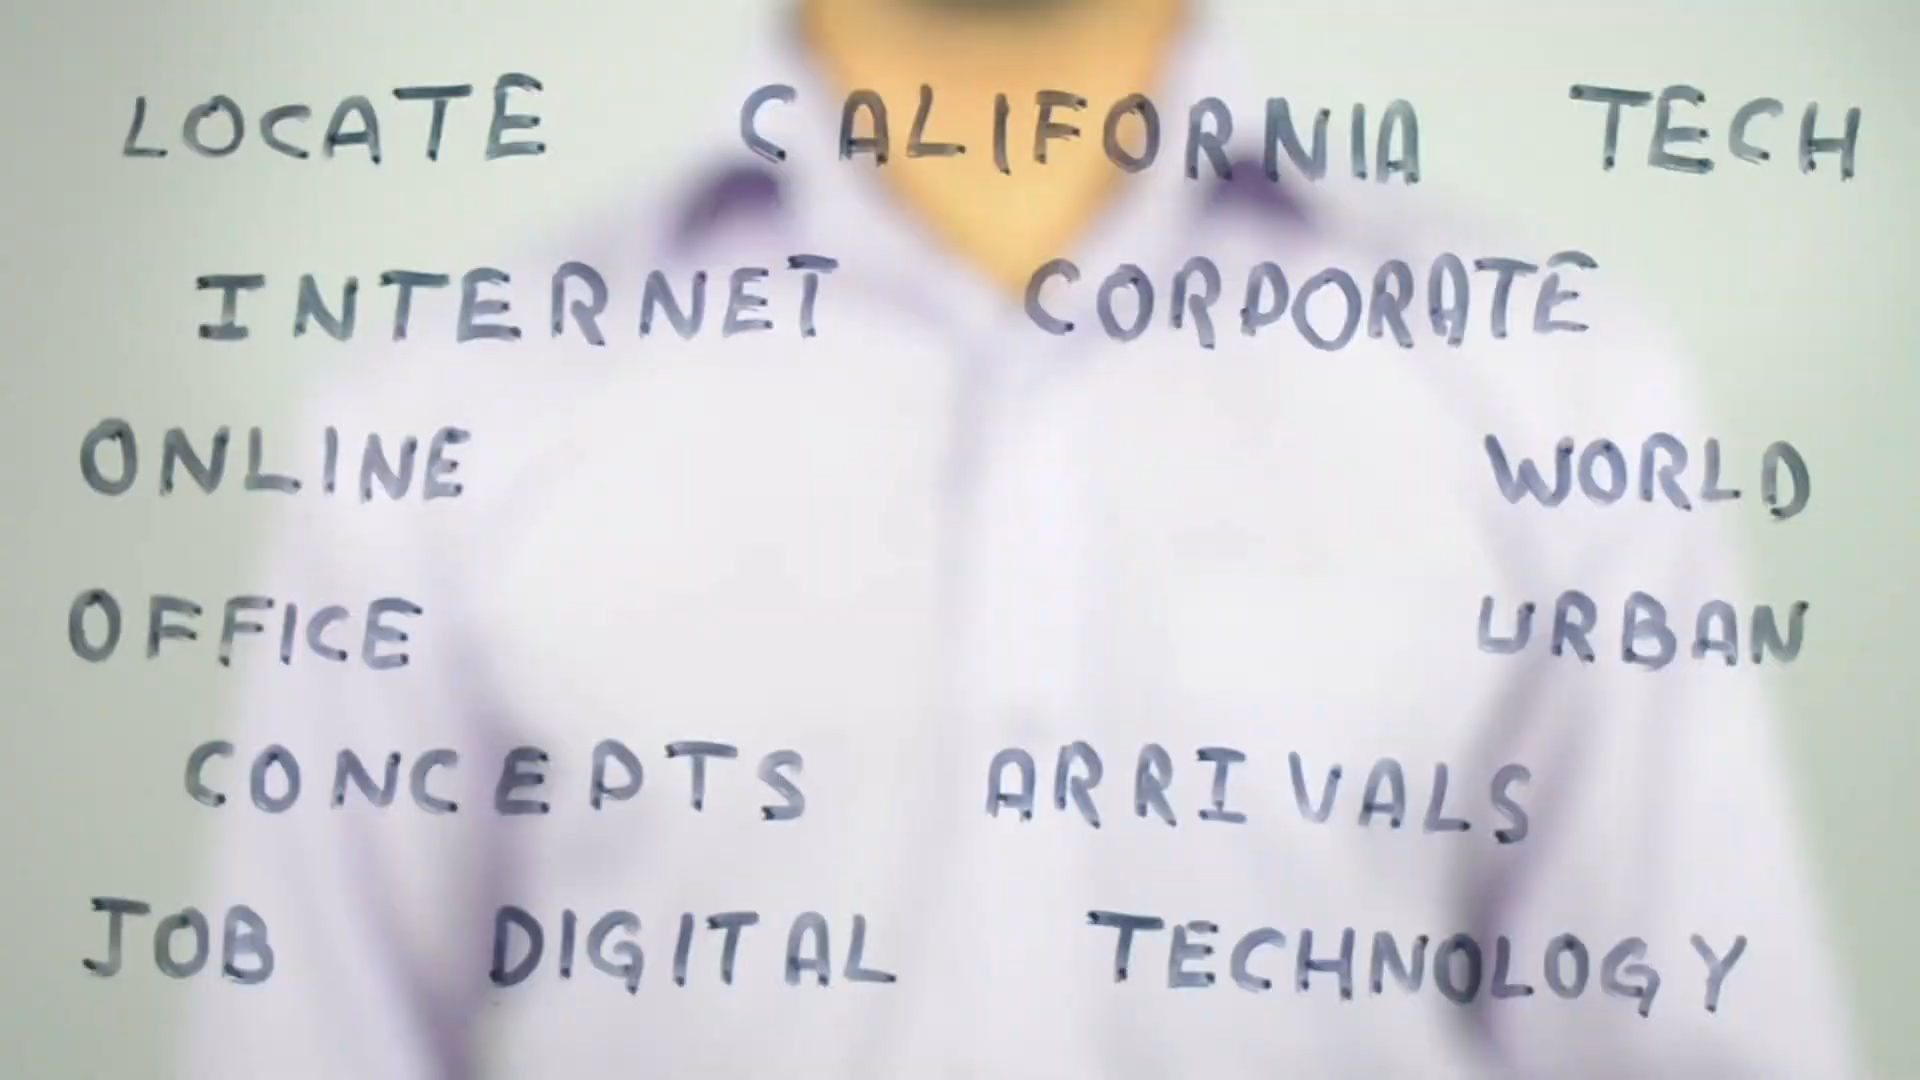 LOCATE CALIFORNIA TECH
INTERNET CORPORATE
ONLINE WORLD
OFFICE URBAN
CONCEPTS ARRIVALS
JOB DIGITAL TECHNOLOGY